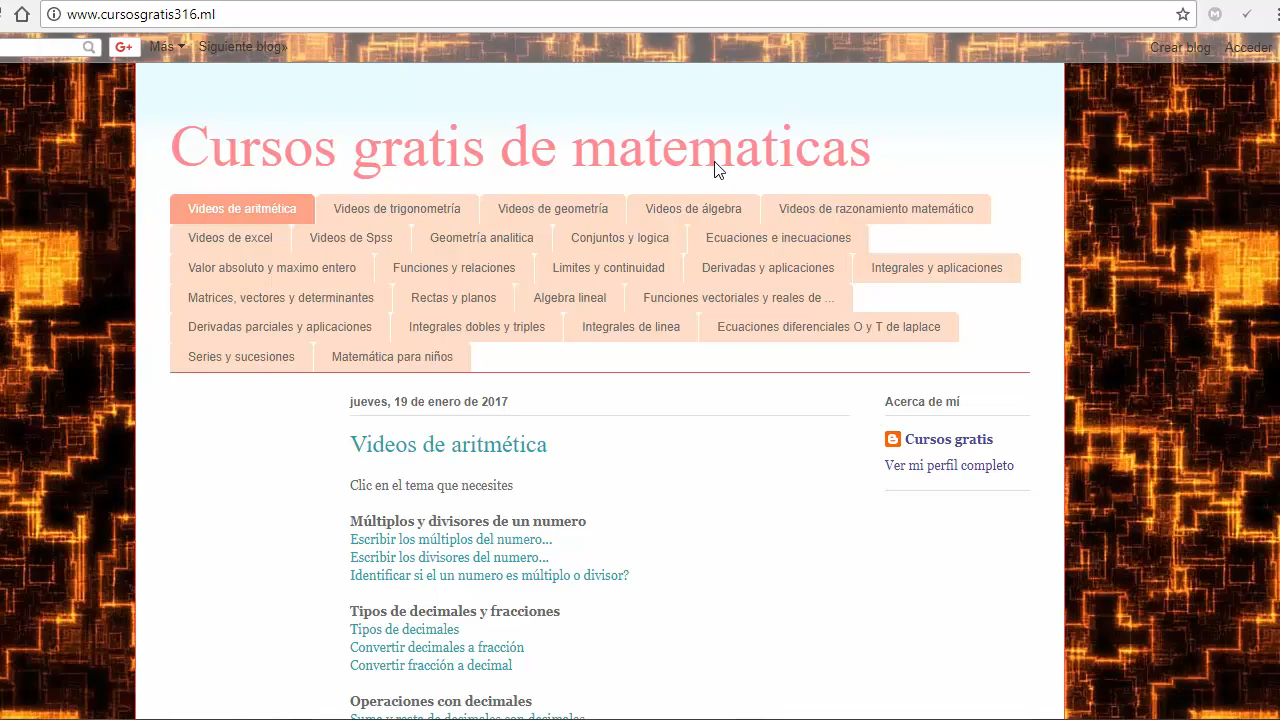 www.cursosgratis316.ml
G+ Más Siguiente blog» Crear blog Acceder
Cursos gratis de matematicas
Videos de aritmética Videos de trigonometría Videos de geometría Videos de álgebra Videos de razonamiento matemático
Videos de excel Videos de Spss Geometría analitica Conjuntos y logica Ecuaciones e inecuaciones
Valor absoluto y maximo entero Funciones y relaciones Limites y continuidad Derivadas y aplicaciones Integrales y aplicaciones
Matrices, vectores y determinantes Rectas y planos Algebra lineal Funciones vectoriales y reales de ...
Derivadas parciales y aplicaciones Integrales dobles y triples Integrales de linea Ecuaciones diferenciales O y T de laplace
Series y sucesiones Matemática para niños
jueves, 19 de enero de 2017
Videos de aritmética
Clic en el tema que necesites
Múltiplos y divisores de un numero
Escribir los múltiplos del numero...
Escribir los divisores del numero...
Identificar si el un numero es múltiplo o divisor?
Tipos de decimales y fracciones
Tipos de decimales
Convertir decimales a fracción
Convertir fracción a decimal
Operaciones con decimales
Suma y resta de decimales con decimales
Acerca de mí
Cursos gratis
Ver mi perfil completo